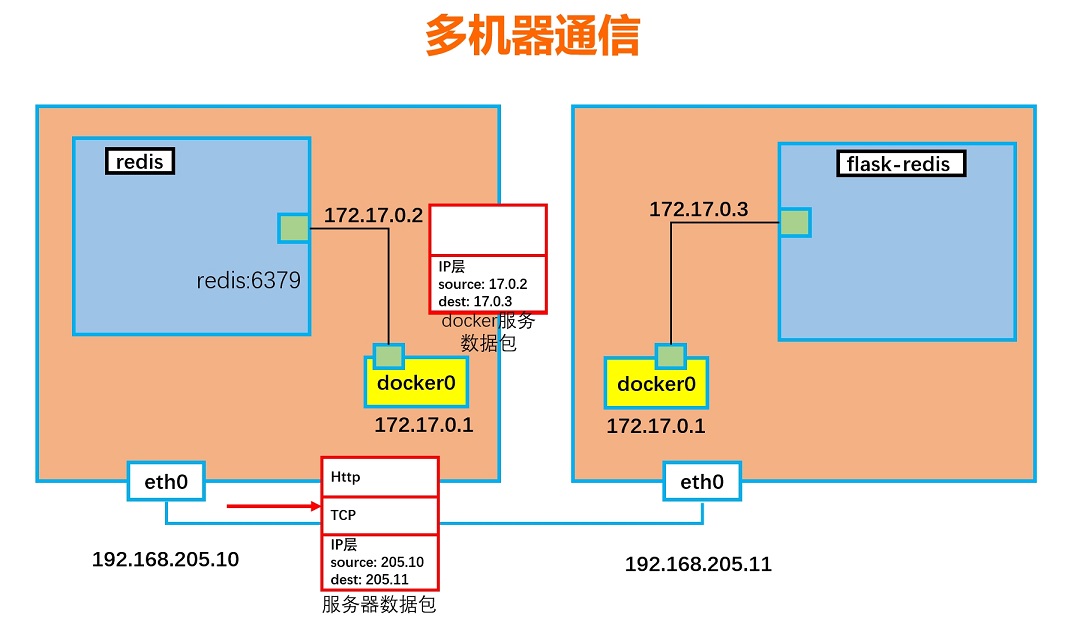 多机器通信
redis
172.17.0.2
redis:6379
IP层
source: 17.0.2
dest: 17.0.3
docker服务
数据包
docker0
172.17.0.1
flask-redis
172.17.0.3
docker0
172.17.0.1
eth0
192.168.205.10
Http
TCP
IP层
source: 205.10
dest: 205.11
服务器数据包
eth0
192.168.205.11